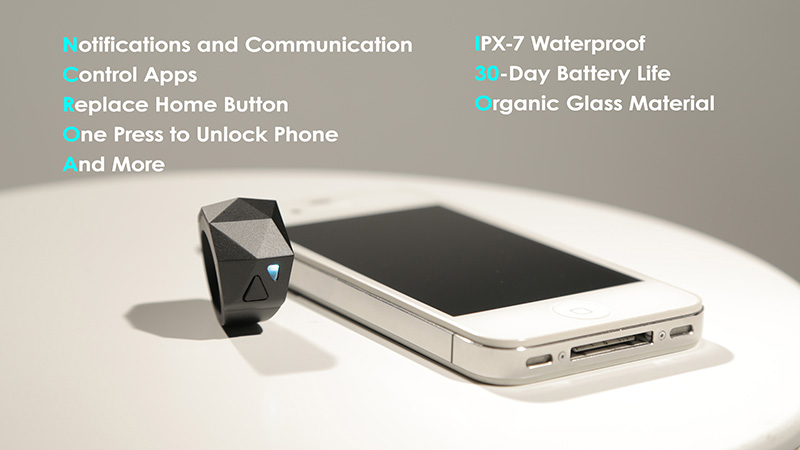 Notifications and Communication
Control Apps
Replace Home Button
One Press to Unlock Phone
And More
IPX-7 Waterproof
30-Day Battery Life
Organic Glass Material